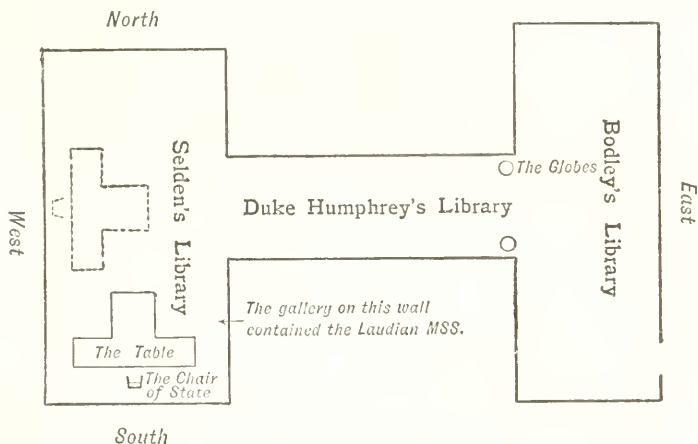 North
West
Selden's Library
Duke Humphrey's Library
The Globes
Bodley's Library
East
The gallery on this wall
contained the Laudian MSS.
The Table
The Chair
of State
South